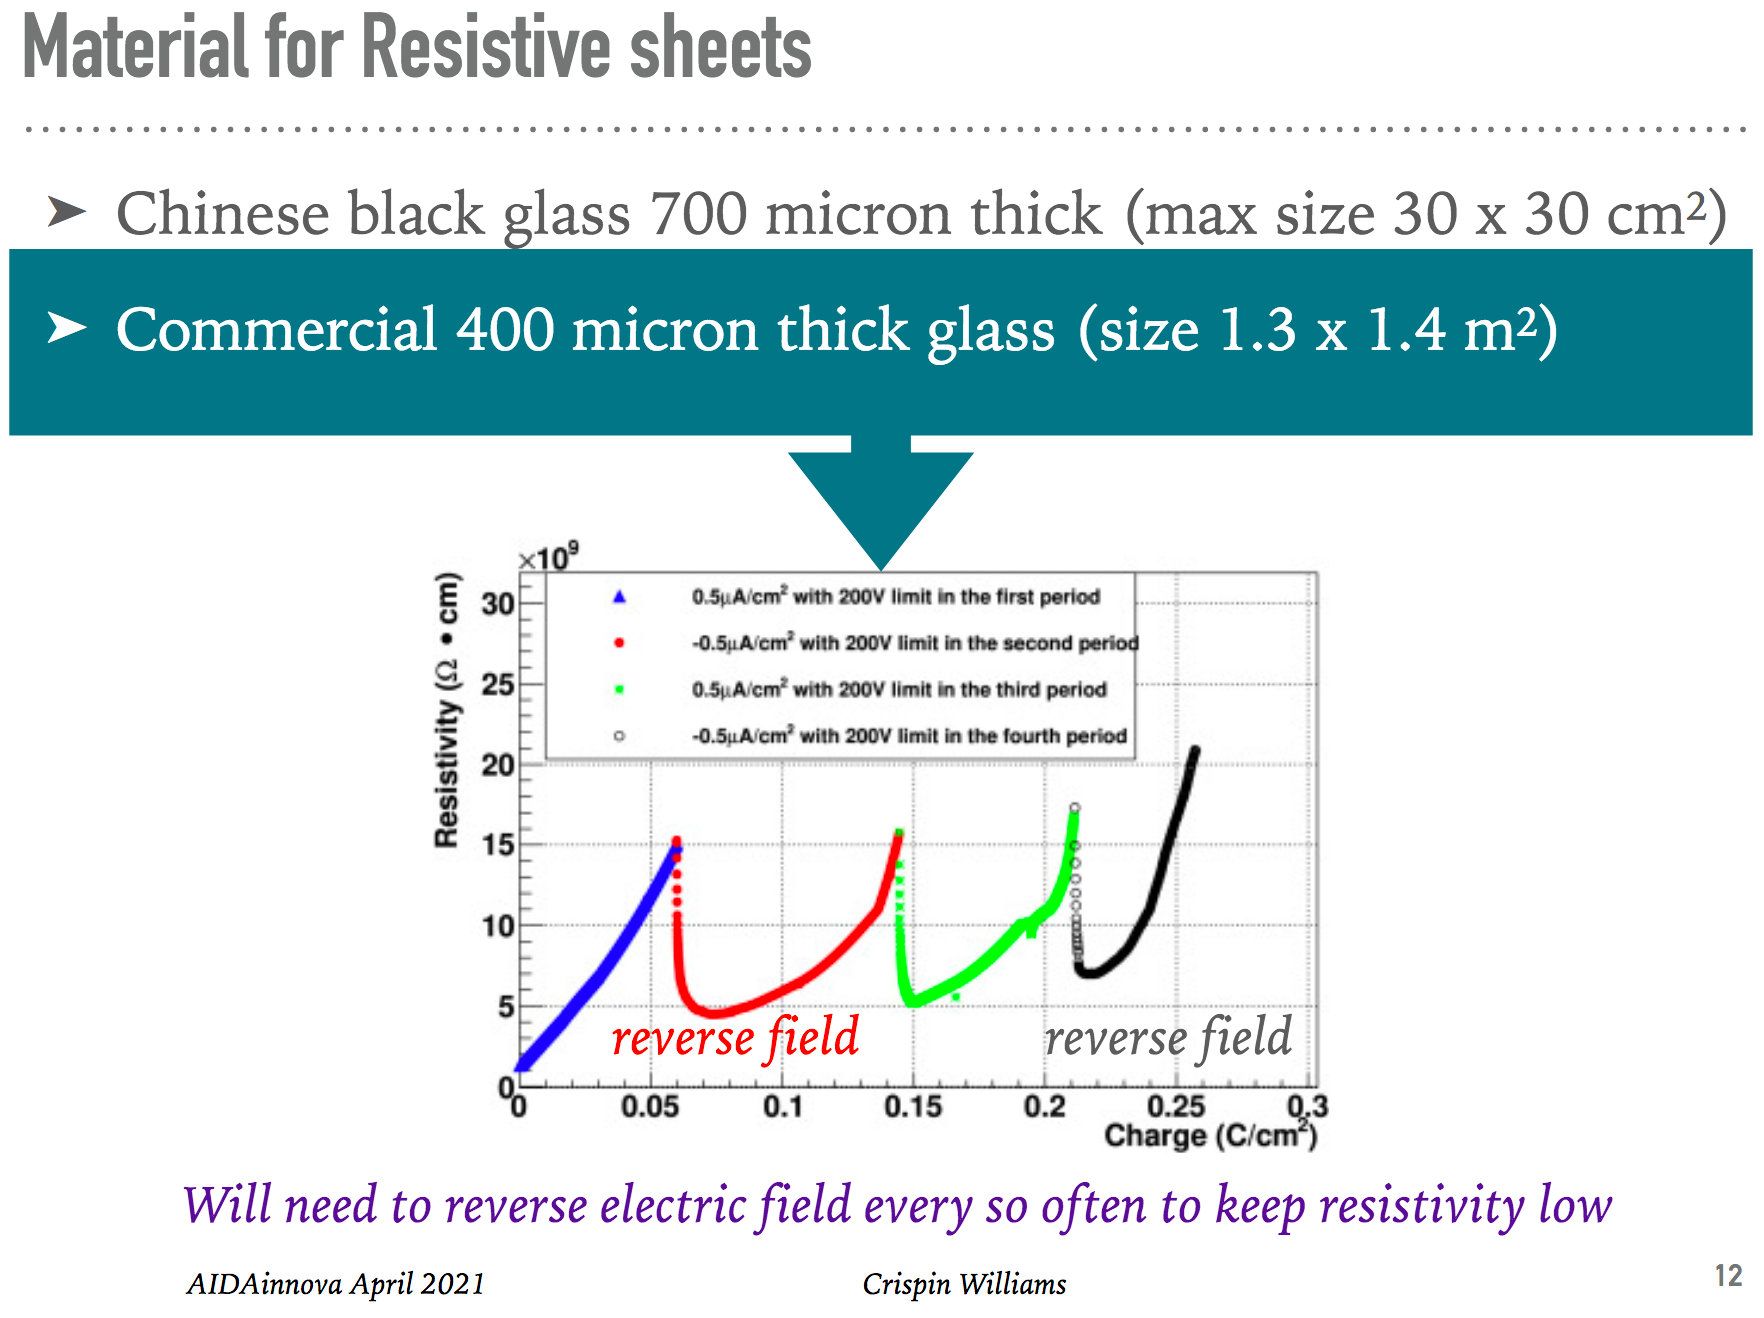 Material for Resistive sheets
➤ Chinese black glass 700 micron thick (max size 30 x 30 cm²)
➤ Commercial 400 micron thick glass (size 1.3 x 1.4 m²)
×10⁹
Resistivity (Ω • cm)
30
25
20
15
10
5
0
0.5μA/cm² with 200V limit in the first period
-0.5μA/cm² with 200V limit in the second period
0.5μA/cm² with 200V limit in the third period
-0.5μA/cm² with 200V limit in the fourth period
reverse field
reverse field
0 0.05 0.1 0.15 0.2 0.25 0.3
Charge (C/cm²)
Will need to reverse electric field every so often to keep resistivity low
AIDAinnova April 2021
Crispin Williams
12